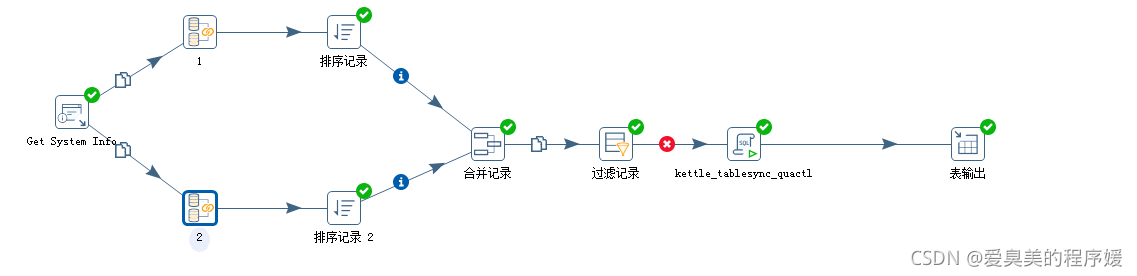 1
排序记录
Get System Info
合并记录
过滤记录
SQL
kettle_tablesync_quactl
表输出
2
排序记录 2
CSDN @爱臭美的程序媛